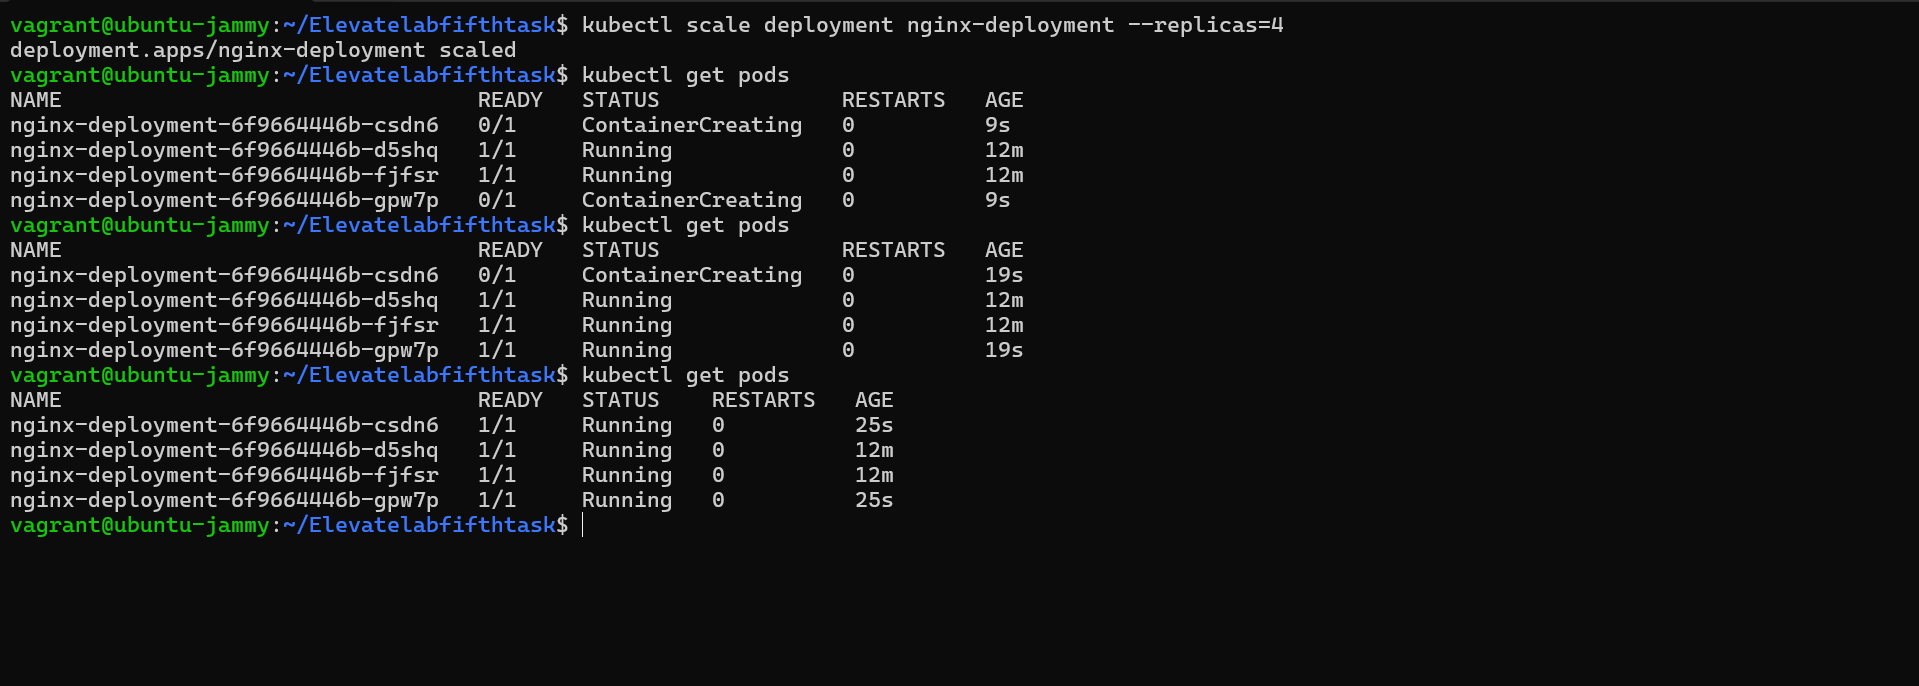 vagrant@ubuntu-jammy:~/Elevatelabfifthtask$ kubectl scale deployment nginx-deployment --replicas=4
deployment.apps/nginx-deployment scaled
vagrant@ubuntu-jammy:~/Elevatelabfifthtask$ kubectl get pods
NAME                                READY   STATUS              RESTARTS   AGE
nginx-deployment-6f9664446b-csdn6   0/1     ContainerCreating   0          9s
nginx-deployment-6f9664446b-d5shq   1/1     Running             0          12m
nginx-deployment-6f9664446b-fjfsr   1/1     Running             0          12m
nginx-deployment-6f9664446b-gpw7p   0/1     ContainerCreating   0          9s
vagrant@ubuntu-jammy:~/Elevatelabfifthtask$ kubectl get pods
NAME                                READY   STATUS              RESTARTS   AGE
nginx-deployment-6f9664446b-csdn6   0/1     ContainerCreating   0          19s
nginx-deployment-6f9664446b-d5shq   1/1     Running             0          12m
nginx-deployment-6f9664446b-fjfsr   1/1     Running             0          12m
nginx-deployment-6f9664446b-gpw7p   1/1     Running             0          19s
vagrant@ubuntu-jammy:~/Elevatelabfifthtask$ kubectl get pods
NAME                                READY   STATUS    RESTARTS   AGE
nginx-deployment-6f9664446b-csdn6   1/1     Running   0          25s
nginx-deployment-6f9664446b-d5shq   1/1     Running   0          12m
nginx-deployment-6f9664446b-fjfsr   1/1     Running   0          12m
nginx-deployment-6f9664446b-gpw7p   1/1     Running   0          25s
vagrant@ubuntu-jammy:~/Elevatelabfifthtask$